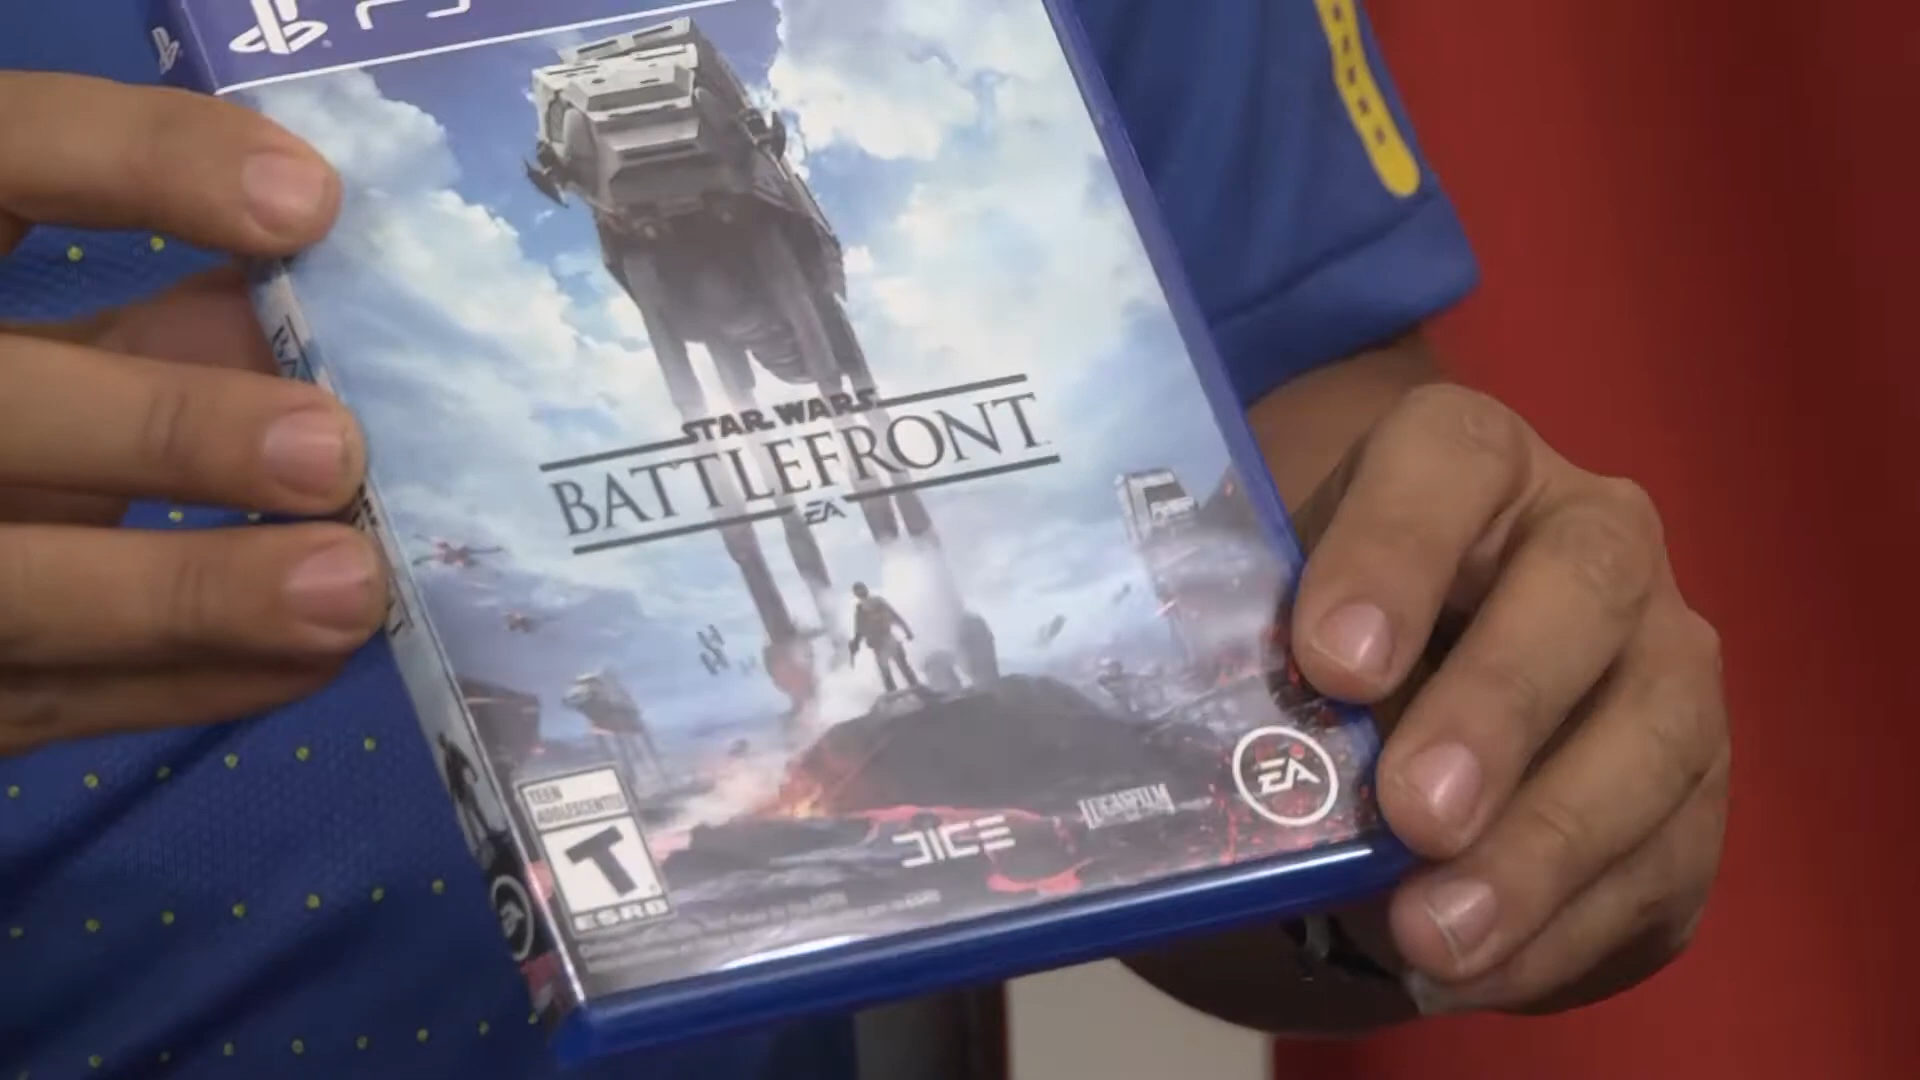 STAR WARS
BATTLEFRONT
EA
TEEN
ADOLESCENTS
T
ESRB
DICE
LUCASFILM
EA